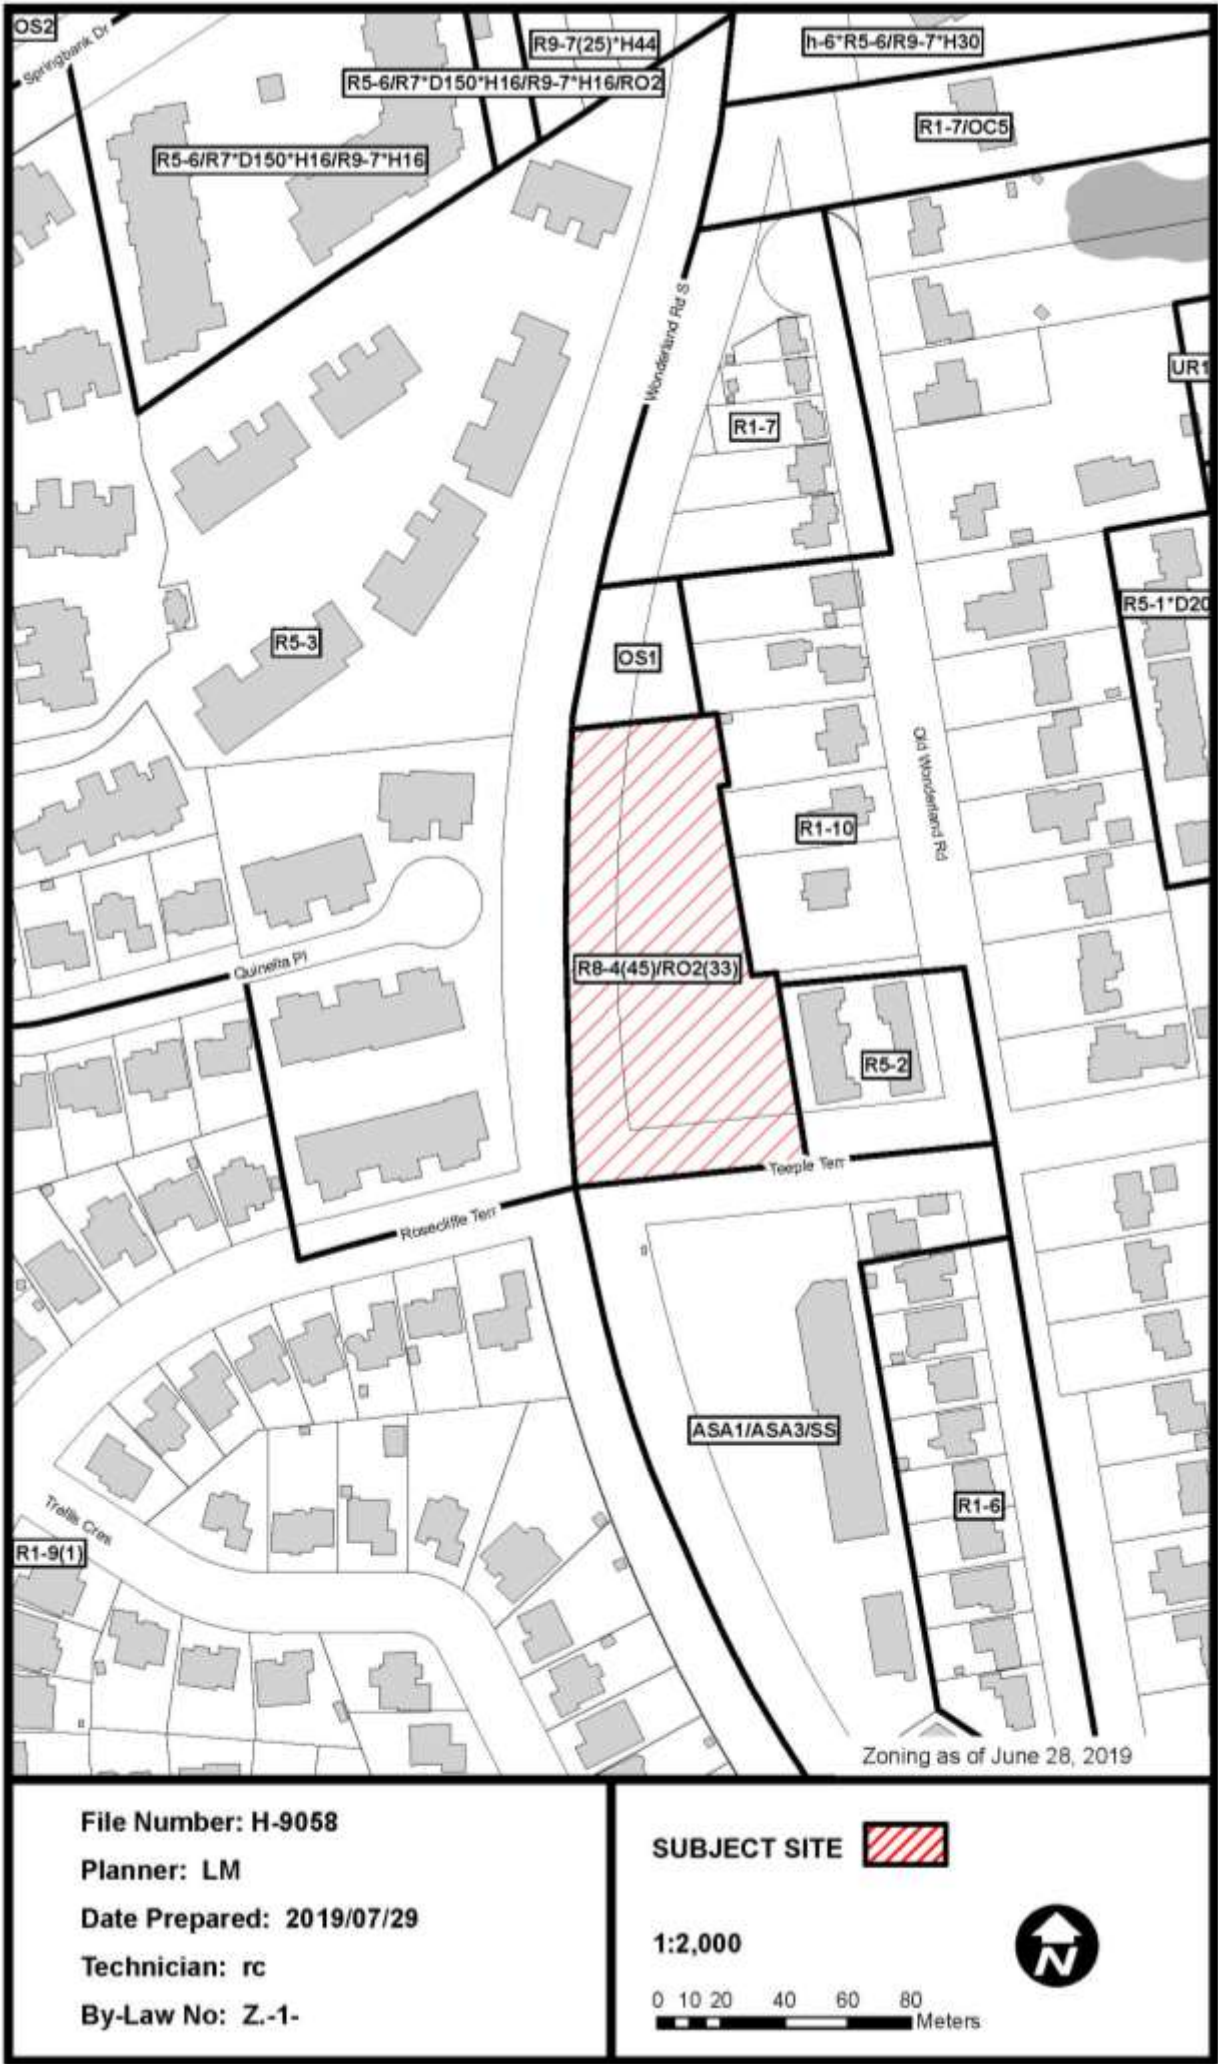 OS2
Springbank Dr
R9-7(25)*H44
h-6*R5-6/R9-7*H30
R5-6/R7*D150*H16/R9-7*H16/RO2
R1-7/OC5
R5-6/R7*D150*H16/R9-7*H16
Wonderland Rd S
UR1
R1-7
R5-1*D20
R5-3
OS1
Old Wonderland Rd
R1-10
Quinella Pl
R8-4(45)/RO2(33)
R5-2
Teeple Terr
Rosecliffe Terr
ASA1/ASA3/SS
R1-6
Trellis Cres
R1-9(1)
Zoning as of June 28, 2019
File Number: H-9058
Planner: LM
Date Prepared: 2019/07/29
Technician: rc
By-Law No: Z.-1-
SUBJECT SITE
1:2,000
N
0 10 20 40 60 80
Meters